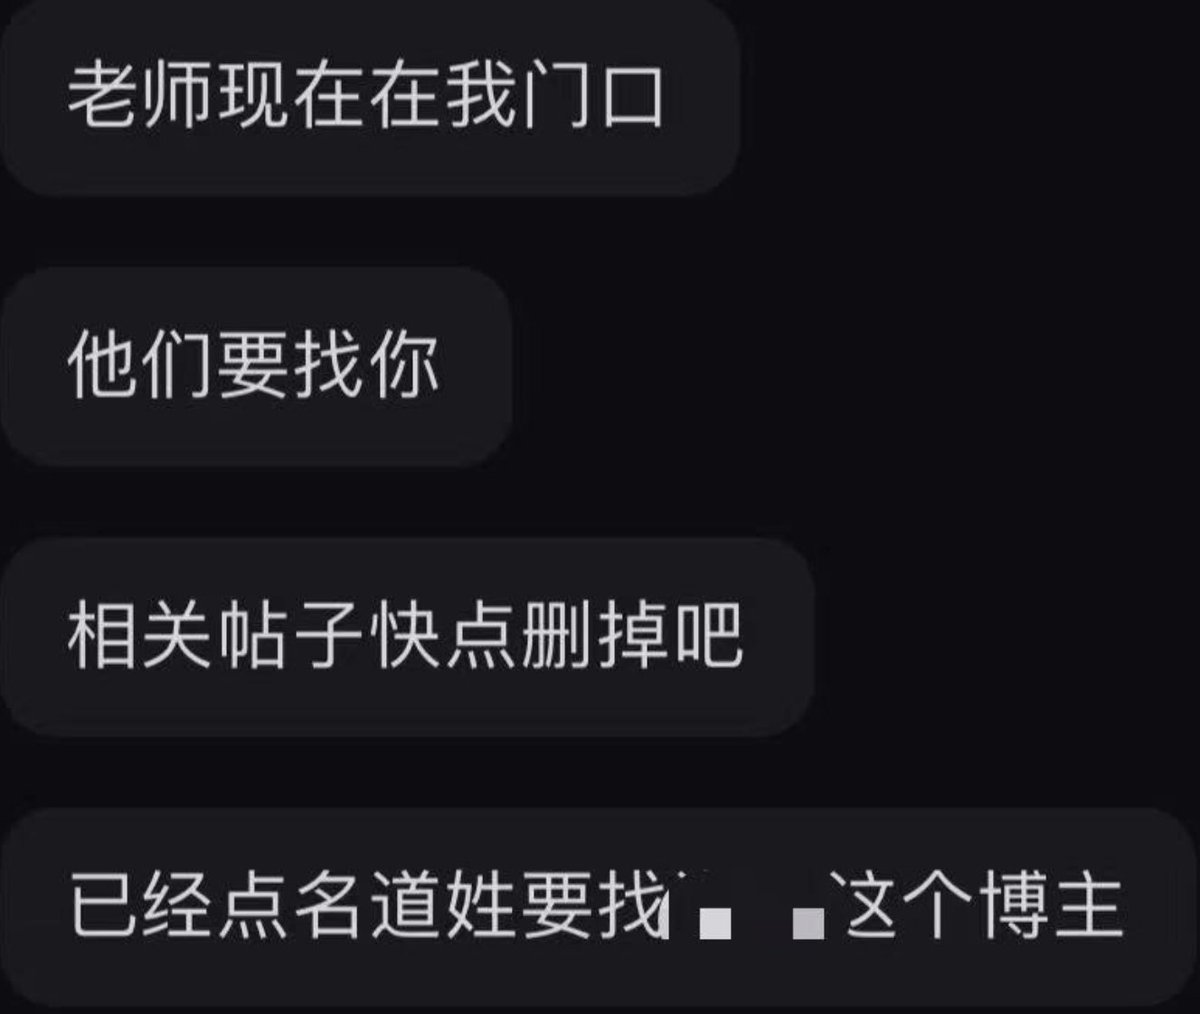 老师现在在我门口
他们要找你
相关帖子快点删掉吧
已经点名道姓要找这个博主